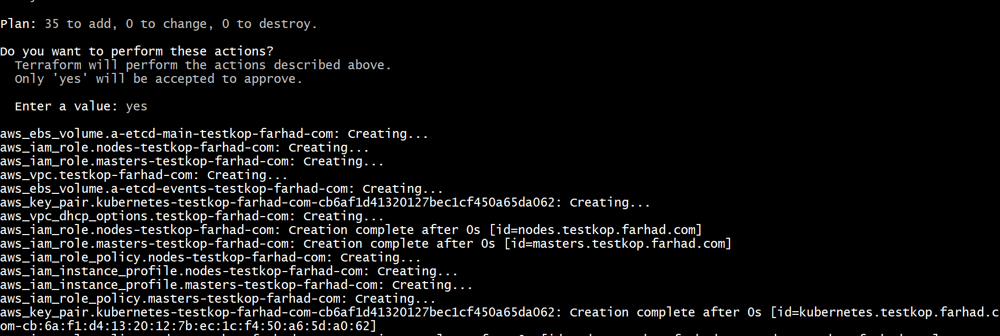 Plan: 35 to add, 0 to change, 0 to destroy.
Do you want to perform these actions?
Terraform will perform the actions described above.
Only 'yes' will be accepted to approve.
Enter a value: yes
aws_ebs_volume.a-etcd-main-testkop-farhad-com: Creating...
aws_iam_role.nodes-testkop-farhad-com: Creating...
aws_iam_role.masters-testkop-farhad-com: Creating...
aws_vpc.testkop-farhad-com: Creating...
aws_ebs_volume.a-etcd-events-testkop-farhad-com: Creating...
aws_key_pair.kubernetes-testkop-farhad-com-cb6af1d41320127bec1cf450a65da062: Creating...
aws_vpc_dhcp_options.testkop-farhad-com: Creating...
aws_iam_role.nodes-testkop-farhad-com: Creation complete after 0s [id=nodes.testkop.farhad.com]
aws_iam_role.masters-testkop-farhad-com: Creation complete after 0s [id=masters.testkop.farhad.com]
aws_iam_role_policy.nodes-testkop-farhad-com: Creating...
aws_iam_instance_profile.nodes-testkop-farhad-com: Creating...
aws_iam_instance_profile.masters-testkop-farhad-com: Creating...
aws_iam_role_policy.masters-testkop-farhad-com: Creating...
aws_key_pair.kubernetes-testkop-farhad-com-cb6af1d41320127bec1cf450a65da062: Creation complete after 0s [id=kubernetes.testkop.farhad.c
om-cb:6a:f1:d4:13:20:12:7b:ec:1c:f4:50:a6:5d:a0:62]